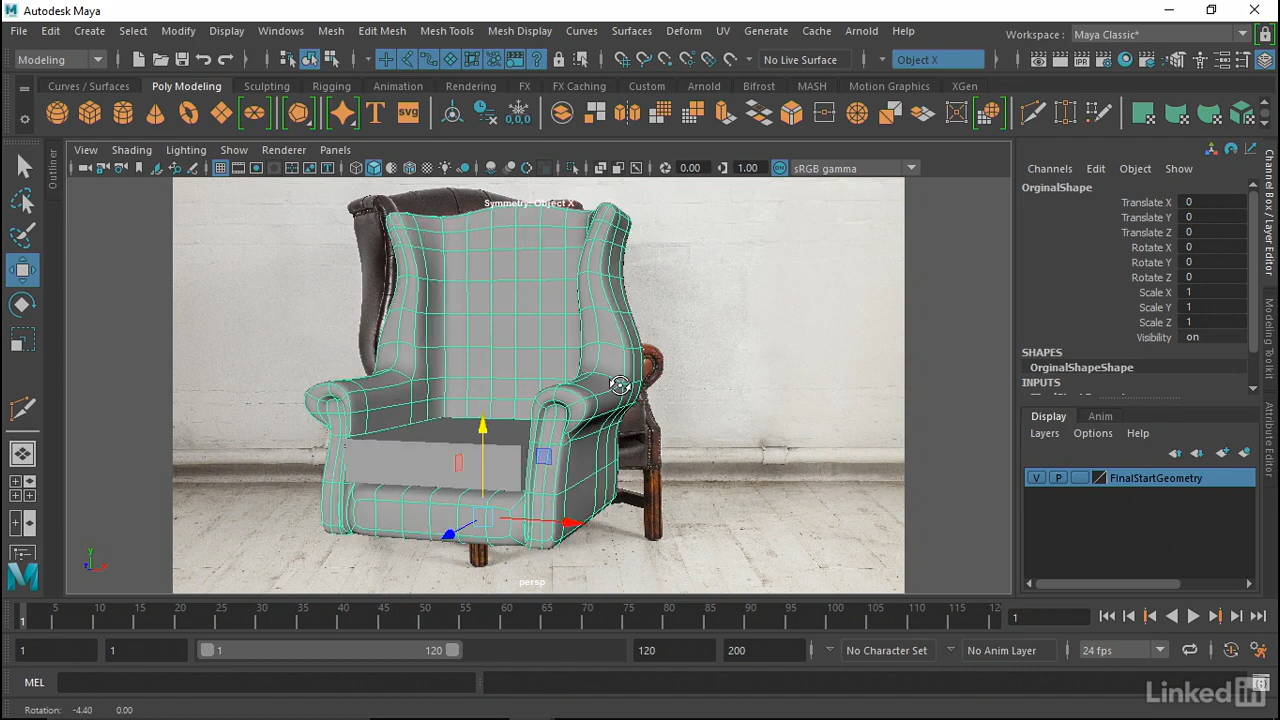 Autodesk Maya
File Edit Create Select Modify Display Windows Mesh Edit Mesh Mesh Tools Mesh Display Curves Surfaces Deform UV Generate Cache Arnold Help
Workspace : Maya Classic*
Modeling No Live Surface Object X
Curves / Surfaces Poly Modeling Sculpting Rigging Animation Rendering FX FX Caching Custom Arnold Bifrost MASH Motion Graphics XGen
T SVG 0,0,0
View Shading Lighting Show Renderer Panels
Channels Edit Object Show
0.00 1.00 ON sRGB gamma
Outliner
Symmetry: Object X
persp
y
OrginalShape
Translate X 0
Translate Y 0
Translate Z 0
Rotate X 0
Rotate Y 0
Rotate Z 0
Scale X 1
Scale Y 1
Scale Z 1
Visibility on
SHAPES
OrginalShapeShape
INPUTS
Display Anim
Layers Options Help
V P FInalStartGeometry
Channel Box / Layer Editor
Modeling Toolkit
Attribute Editor
1 5 10 15 20 25 30 35 40 45 50 55 60 65 70 75 80 85 90 95 100 105 110 115 120
1
1 1 1 120 120 200 No Character Set No Anim Layer 24 fps
MEL
LinkedIn
Rotation: -4.40 0.00